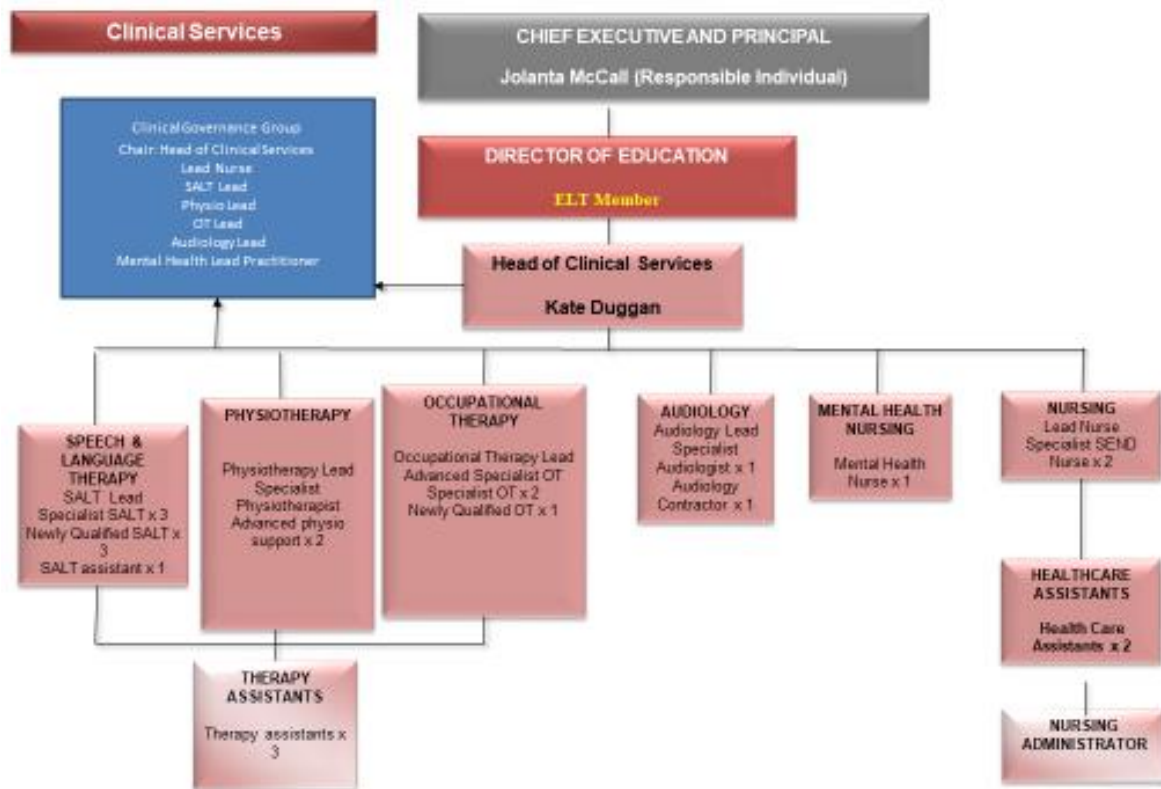 Clinical Services
CHIEF EXECUTIVE AND PRINCIPAL
Jolanta McCall (Responsible Individual)
Clinical Governance Group
Chair: Head of Clinical Services
Lead Nurse
SALT Lead
Physio Lead
OT Lead
Audiology Lead
Mental Health Lead Practitioner
DIRECTOR OF EDUCATION
ELT Member
Head of Clinical Services
Kate Duggan
SPEECH &
LANGUAGE
THERAPY
SALT Lead
Specialist SALT x 3
Newly Qualified SALT x
3
SALT assistant x 1
PHYSIOTHERAPY
Physiotherapy Lead
Specialist
Physiotherapist
Advanced physio
support x 2
OCCUPATIONAL
THERAPY
Occupational Therapy Lead
Advanced Specialist OT
Specialist OT x 2
Newly Qualified OT x 1
AUDIOLOGY
Audiology Lead
Specialist
Audiologist x 1
Audiology
Contractor x 1
MENTAL HEALTH
NURSING
Mental Health
Nurse x 1
NURSING
Lead Nurse
Specialist SEND
Nurse x 2
HEALTHCARE
ASSISTANTS
Health Care
Assistants x 2
THERAPY
ASSISTANTS
Therapy assistants x
3
NURSING
ADMINISTRATOR